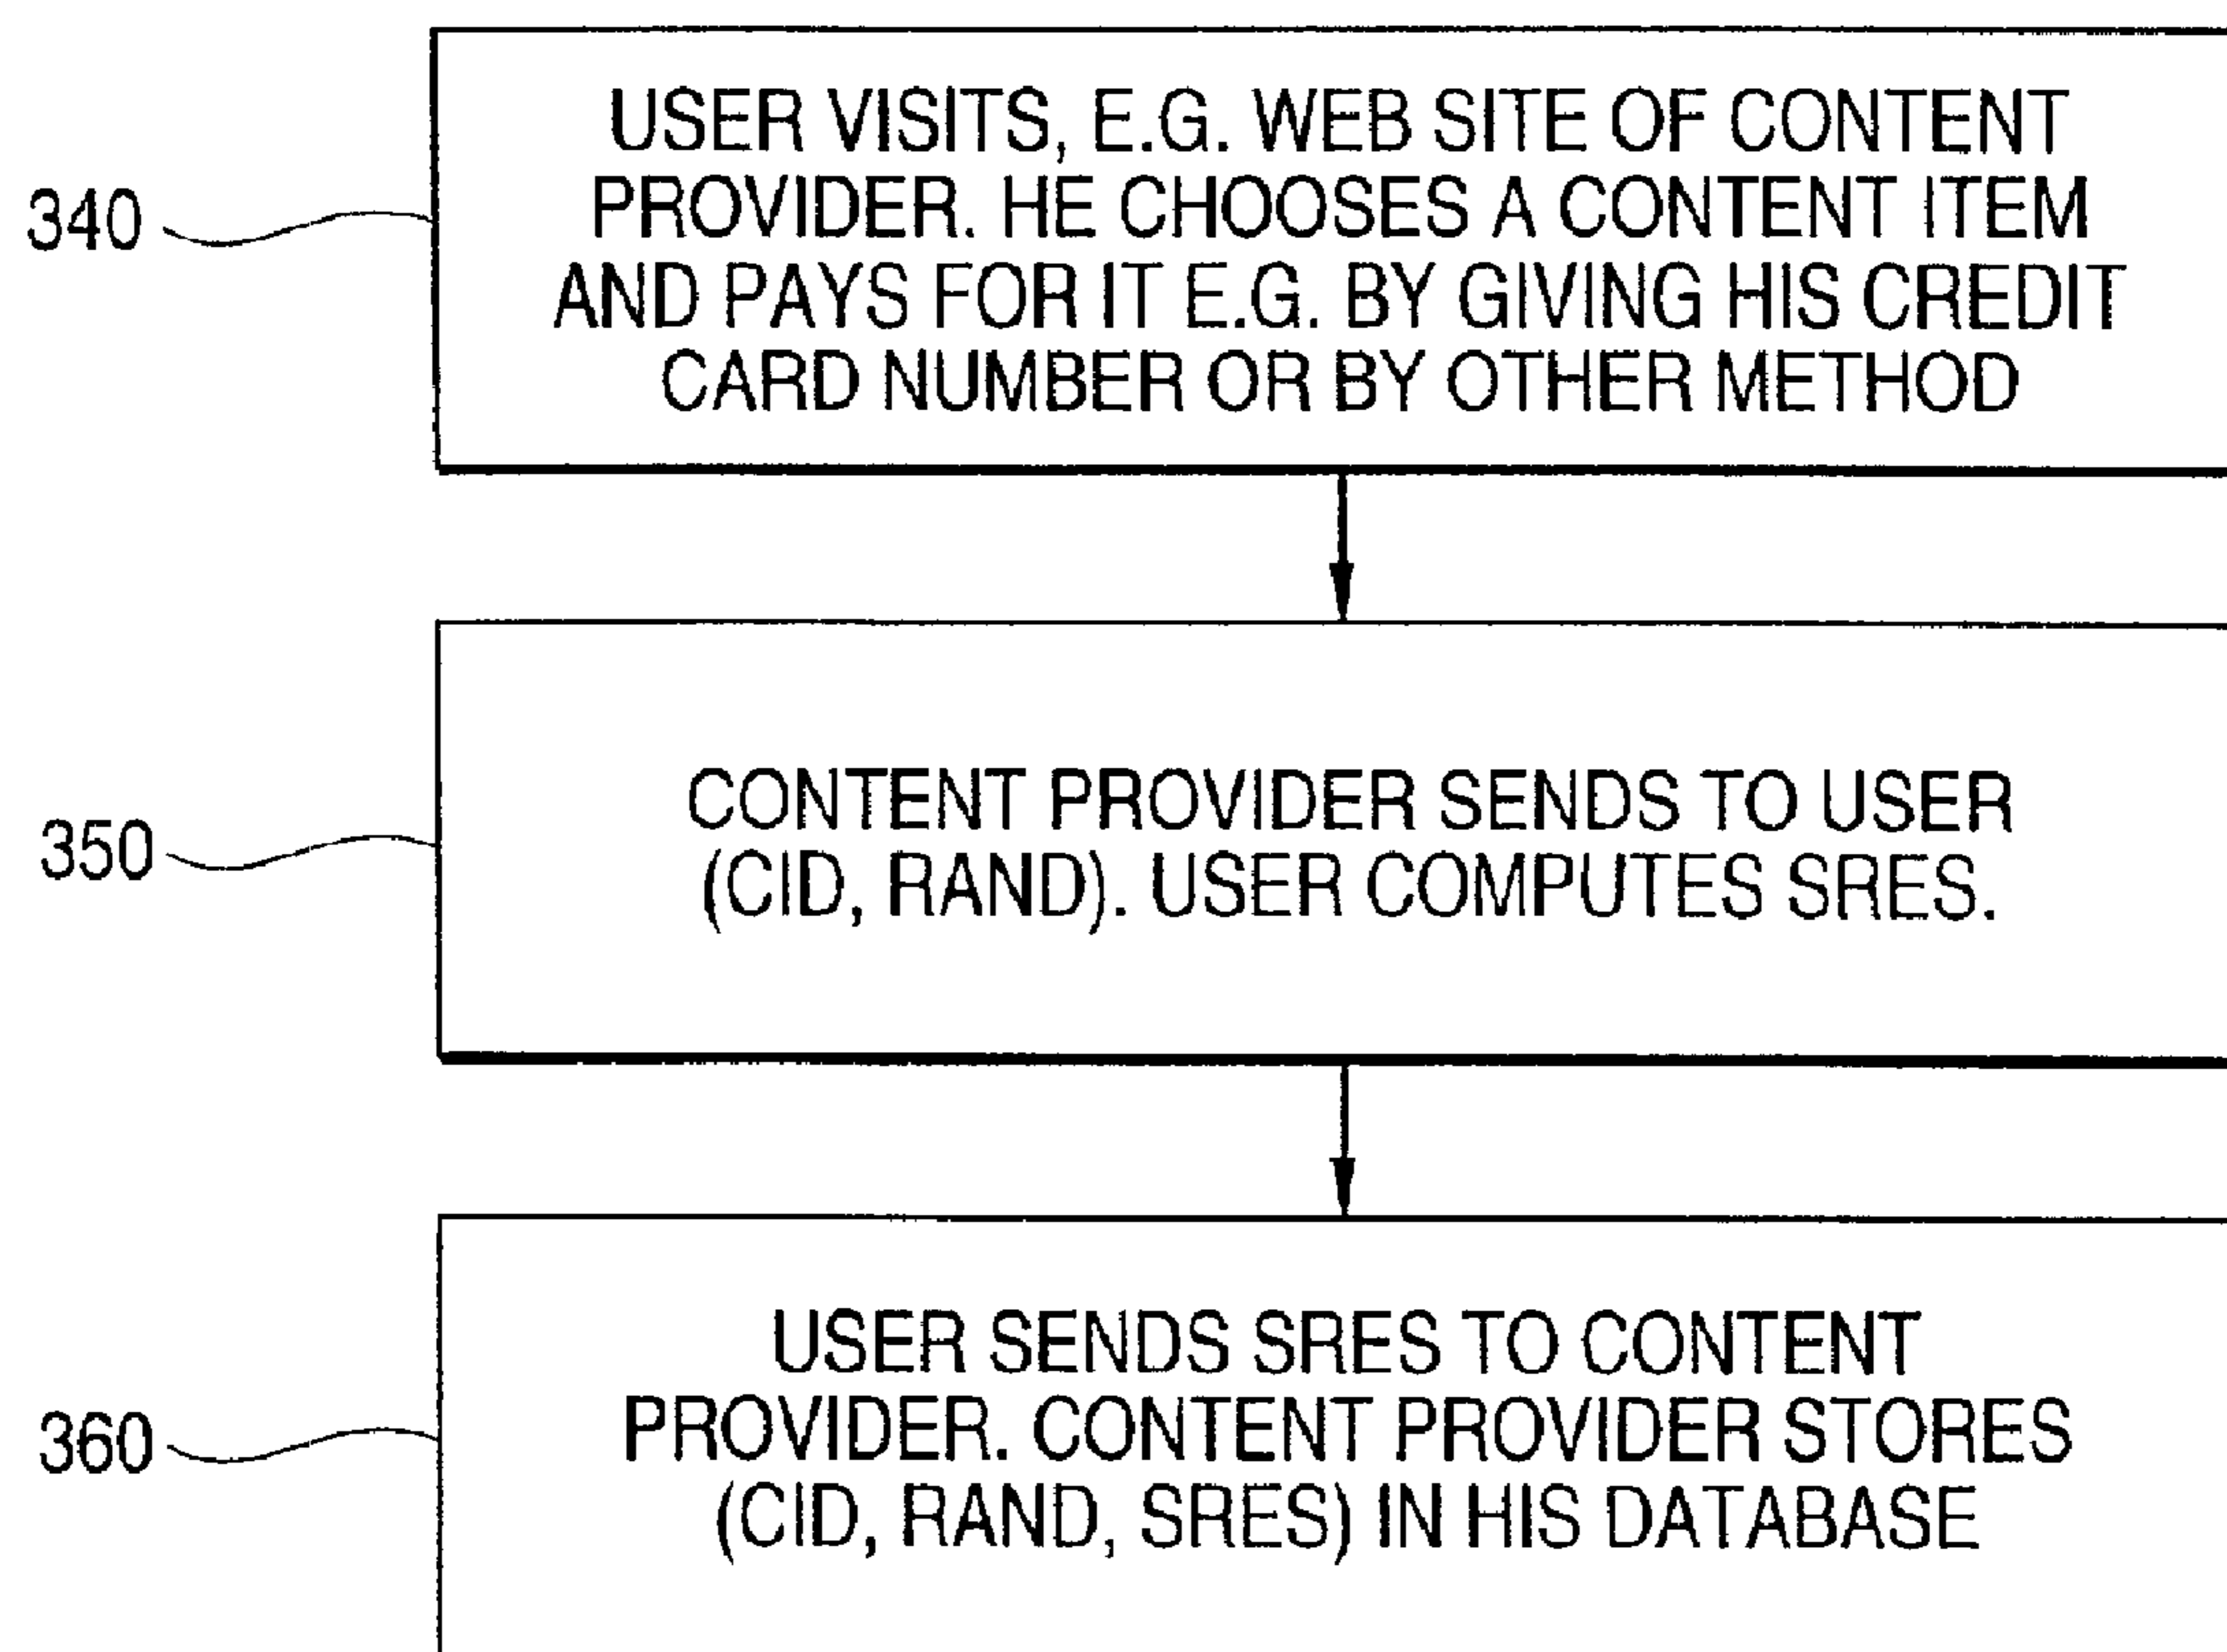 USER VISITS, E.G. WEB SITE OF CONTENT
PROVIDER. HE CHOOSES A CONTENT ITEM
340
AND PAYS FOR IT E.G. BY GIVING HIS CREDIT
CARD NUMBER OR BY OTHER METHOD
CONTENT PROVIDER SENDS TO USER
350
(CID, RAND). USER COMPUTES SRES.
USER SENDS SRES TO CONTENT
PROVIDER. CONTENT PROVIDER STORES
360
(CID, RAND, SRES) IN HIS DATABASE